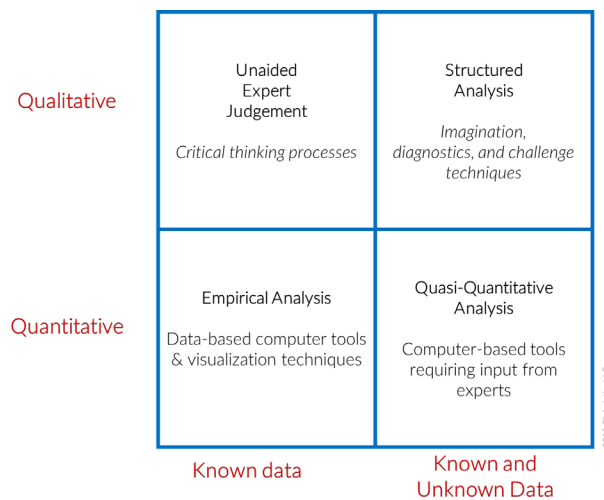 Qualitative
Unaided
Expert
Judgement
Critical thinking processes
Structured
Analysis
Imagination,
diagnostics, and challenge
techniques
Quantitative
Empirical Analysis
Data-based computer tools
& visualization techniques
Quasi-Quantitative
Analysis
Computer-based tools
requiring input from
experts
Known data
Known and
Unknown Data